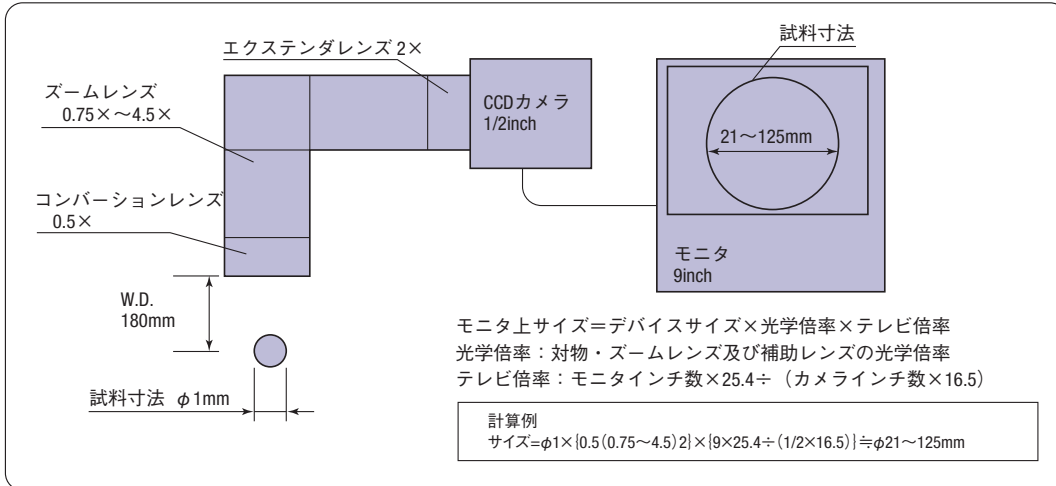 エクステンダレンズ 2×
試料寸法
ズームレンズ
0.75×〜4.5×
CCDカメラ
1/2inch
21〜125mm
コンバーションレンズ
0.5×
モニタ
9inch
W.D.
180mm
モニタ上サイズ＝デバイスサイズ×光学倍率×テレビ倍率
光学倍率：対物・ズームレンズ及び補助レンズの光学倍率
テレビ倍率：モニタインチ数×25.4÷（カメラインチ数×16.5）
試料寸法 φ1mm
計算例
サイズ=φ1×{0.5(0.75〜4.5)2}×{9×25.4÷(1/2×16.5)}≒φ21〜125mm